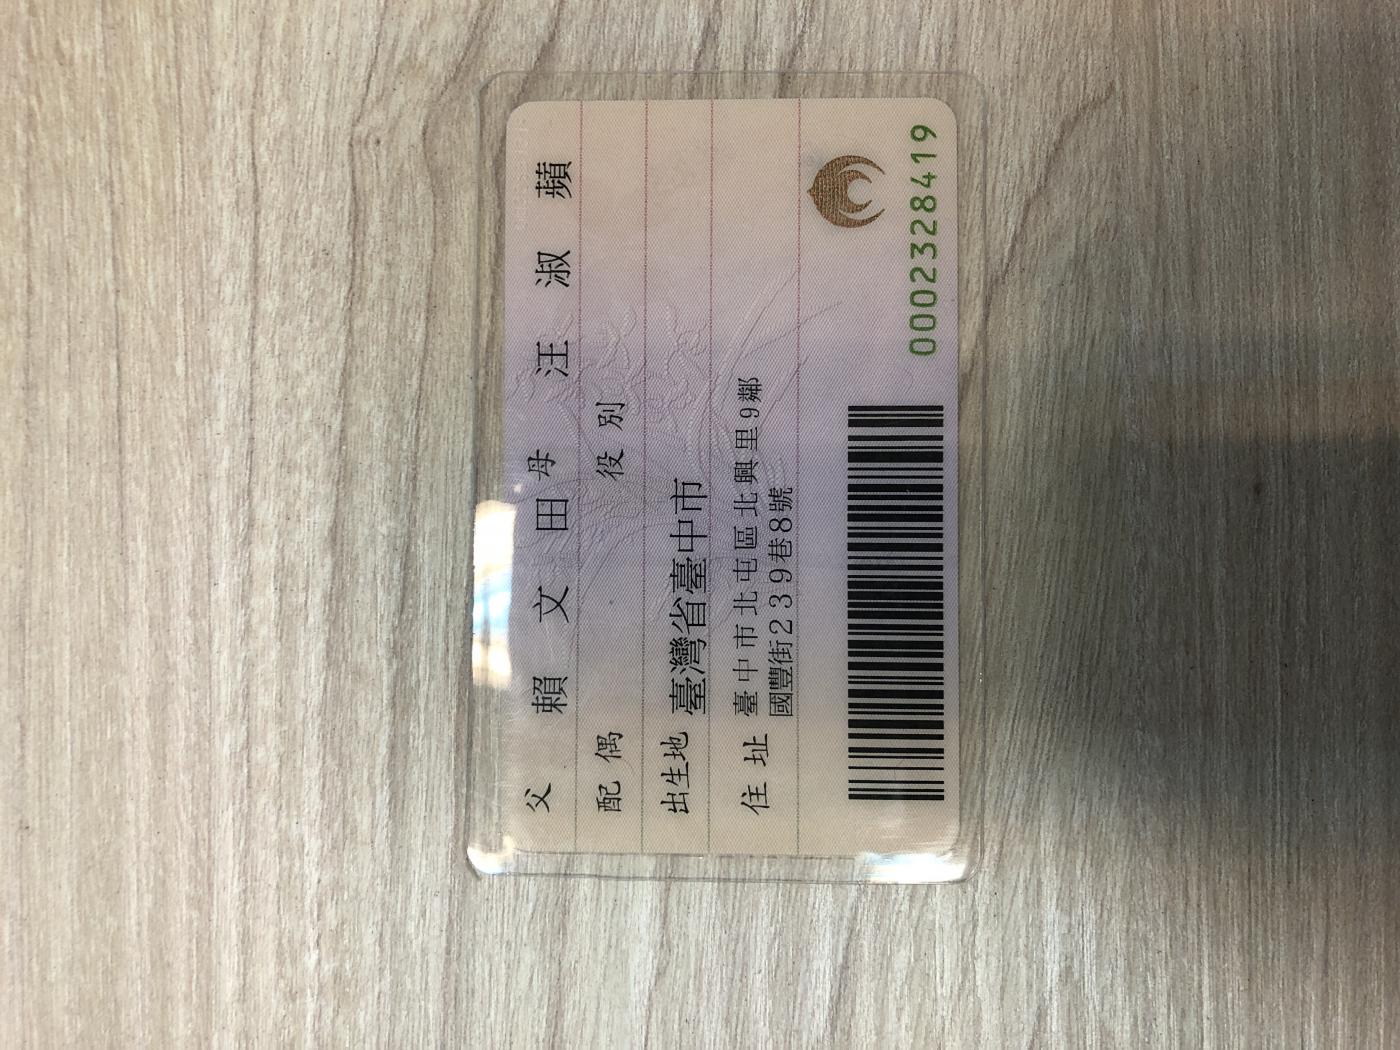 父 賴文田 母 汪淑蘋
配偶 役別
出生地 臺灣省臺中市
住址 臺中市北屯區北興里9鄰
國豐街239巷8號
0002328419